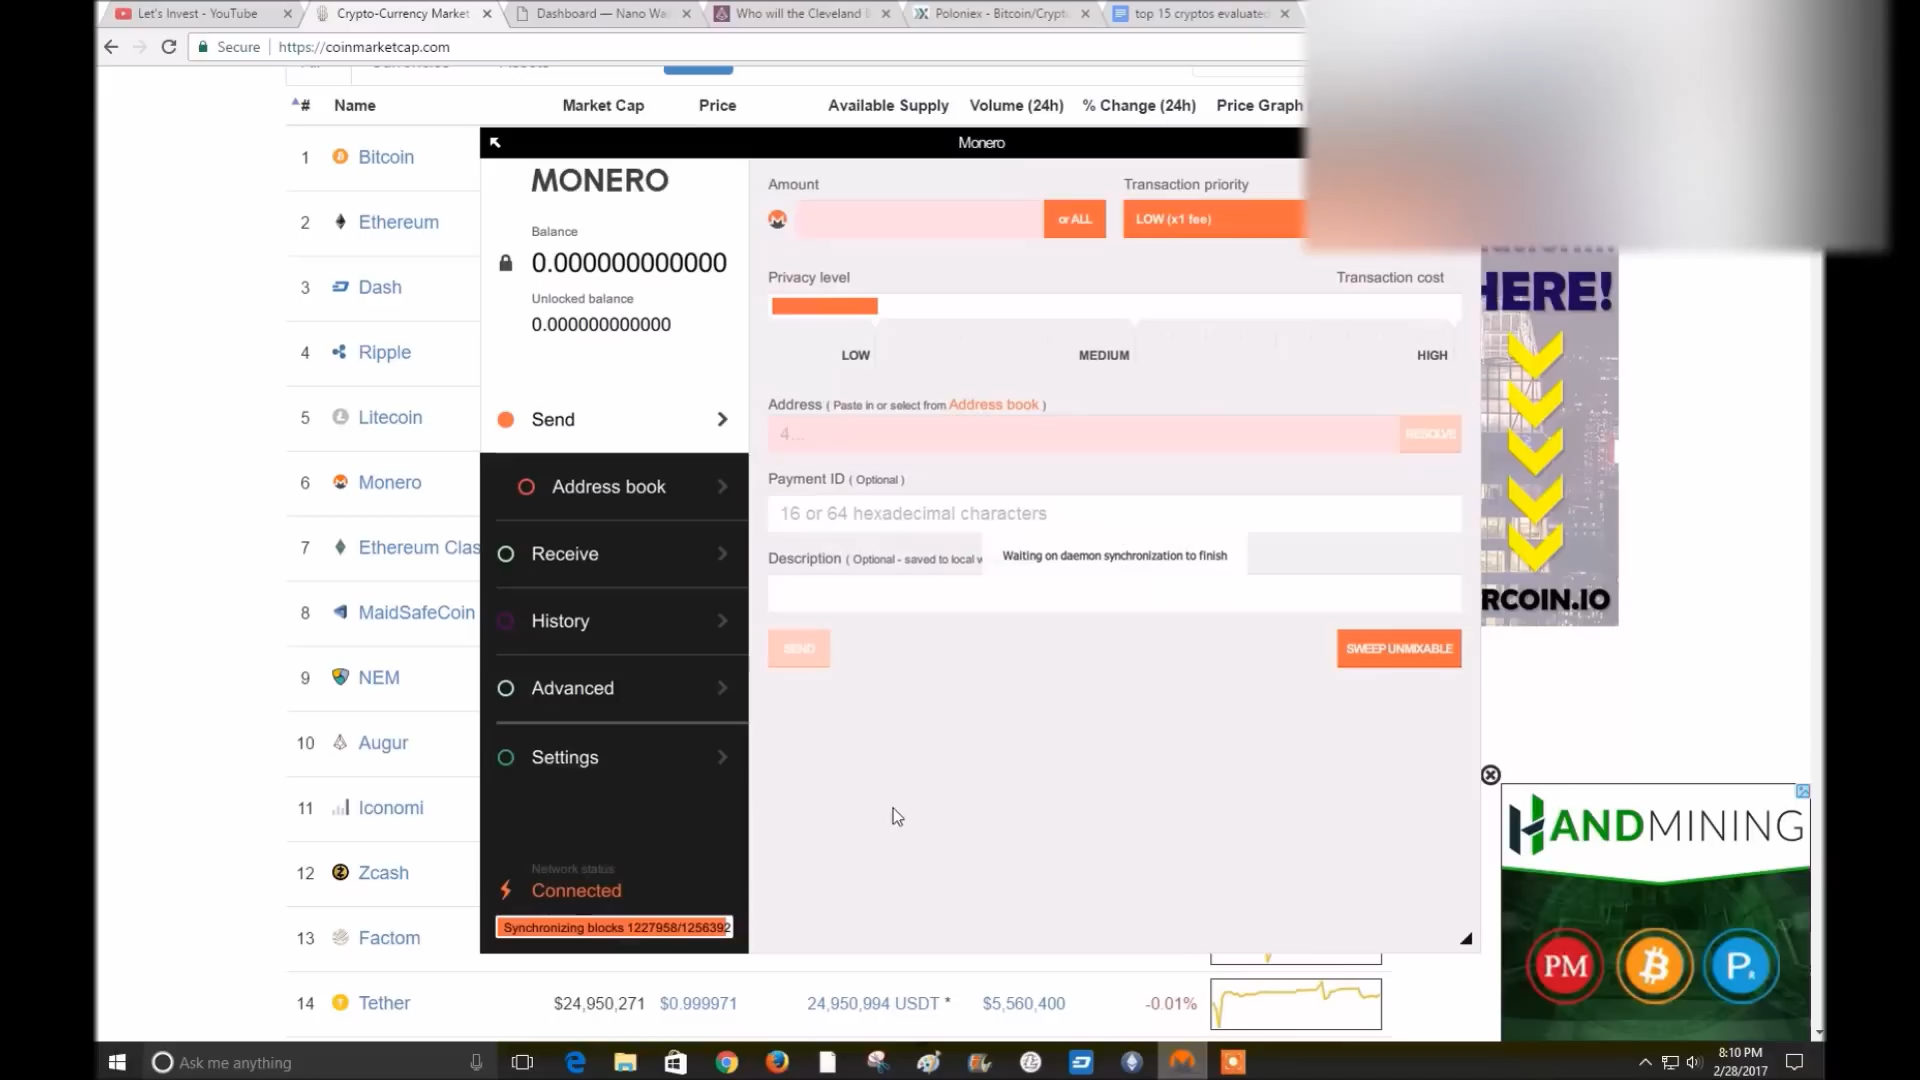 Let's Invest - YouTube
Crypto-Currency Market
Dashboard — Nano Wa
Who will the Cleveland
Poloniex - Bitcoin/Crypto
top 15 cryptos evaluated
Secure
https://coinmarketcap.com
# Name Market Cap Price Available Supply Volume (24h) % Change (24h) Price Graph
1 Bitcoin
2 Ethereum
3 Dash
4 Ripple
5 Litecoin
6 Monero
7 Ethereum Clas
8 MaidSafeCoin
9 NEM
10 Augur
11 Iconomi
12 Zcash
13 Factom
14 Tether $24,950,271 $0.999971 24,950,994 USDT * $5,560,400 -0.01%
Monero
MONERO
Balance
0.000000000000
Unlocked balance
0.000000000000
Send
Address book
Receive
History
Advanced
Settings
Network status
Connected
Synchronizing blocks 1227958/1256392
Amount
or ALL
Transaction priority
LOW (x1 fee)
Privacy level
Transaction cost
LOW MEDIUM HIGH
Address ( Paste in or select from Address book )
4...
RESOLVE
Payment ID ( Optional )
16 or 64 hexadecimal characters
Description ( Optional - saved to local w
Waiting on daemon synchronization to finish
SEND
SWEEP UNMIXABLE
HERE!
RCOIN.IO
HANDMINING
PM
Ask me anything
8:10 PM
2/28/2017